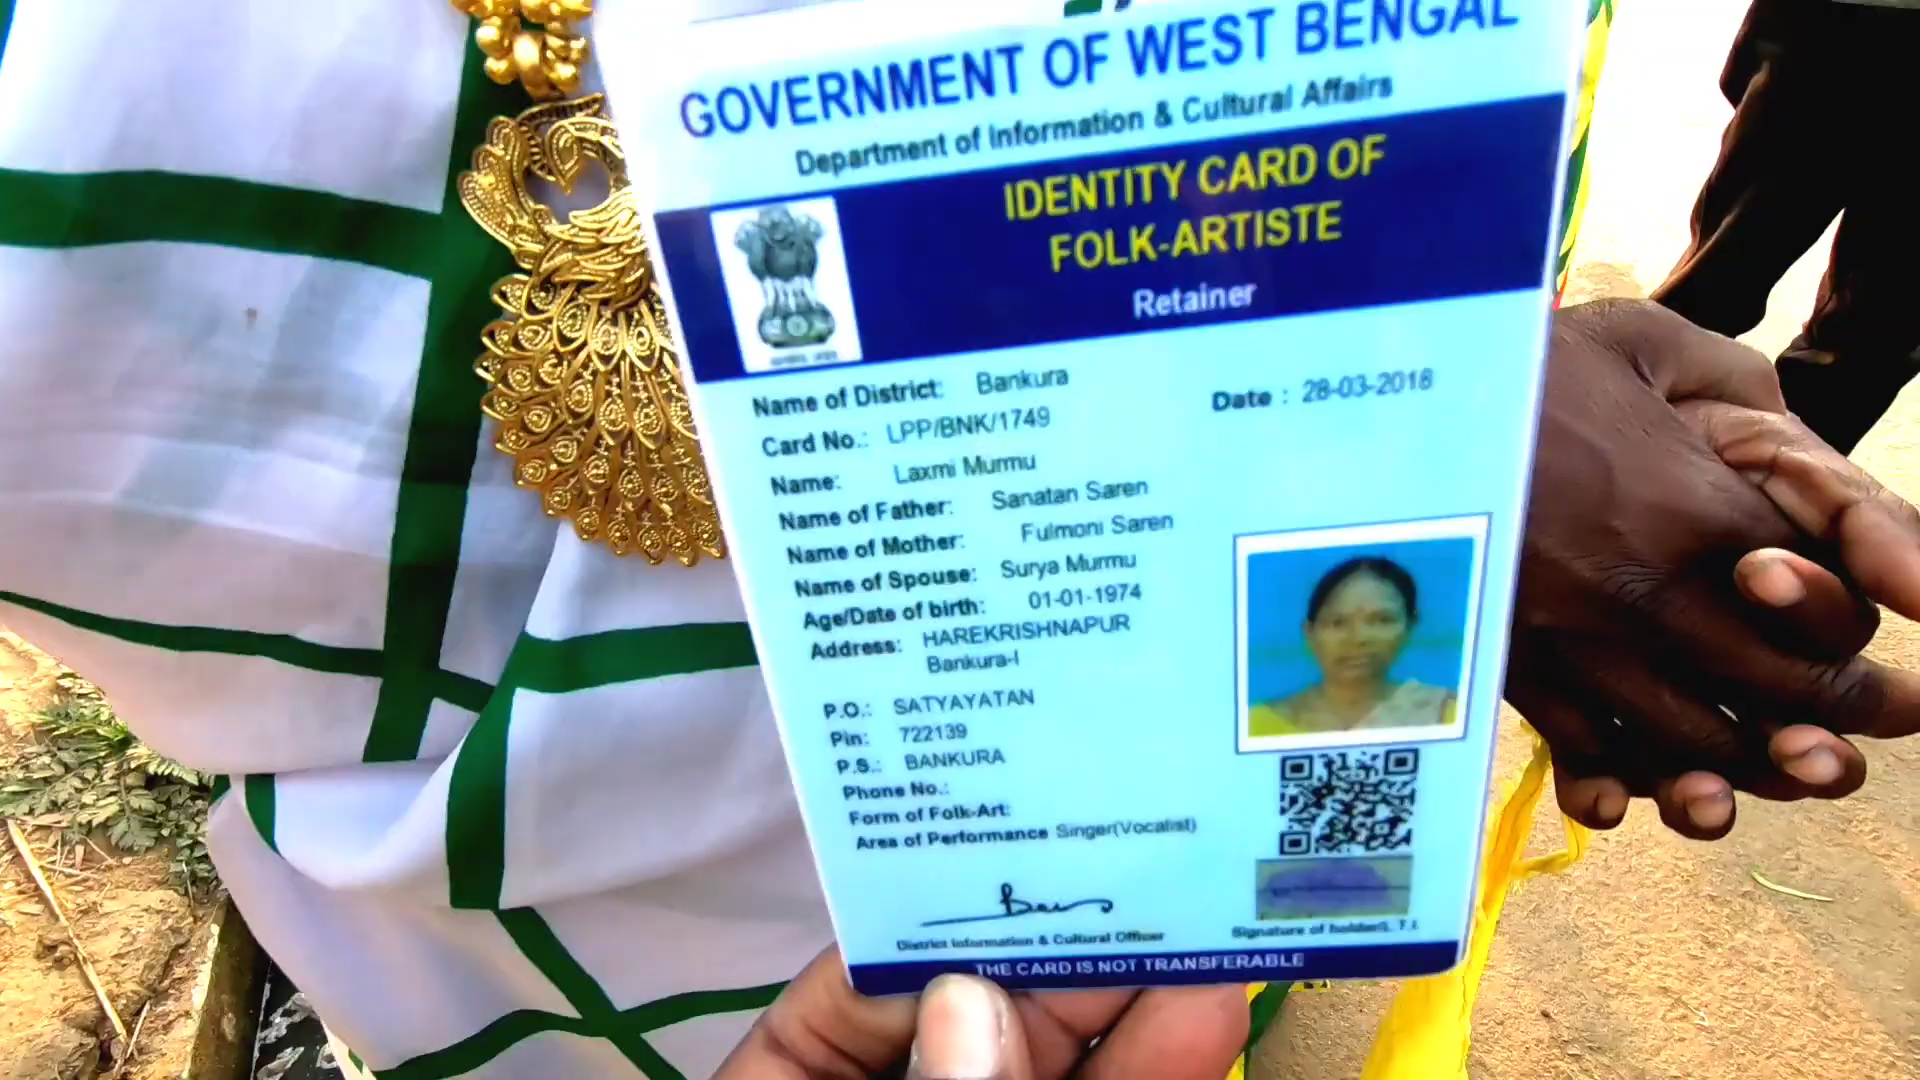 GOVERNMENT OF WEST BENGAL
Department of Information & Cultural Affairs
IDENTITY CARD OF
FOLK-ARTISTE
Retainer
Name of District: Bankura
Date : 28-03-2018
Card No.: LPP/BNK/1749
Name: Laxmi Murmu
Name of Father: Sanatan Saren
Name of Mother: Fulmoni Saren
Name of Spouse: Surya Murmu
Age/Date of birth: 01-01-1974
Address: HAREKRISHNAPUR
Bankura-I
P.O.: SATYAYATAN
Pin: 722139
P.S.: BANKURA
Phone No.:
Form of Folk-Art:
Area of Performance Singer(Vocalist)
District Information & Cultural Officer
Signature of holder/L.T.I.
THE CARD IS NOT TRANSFERABLE